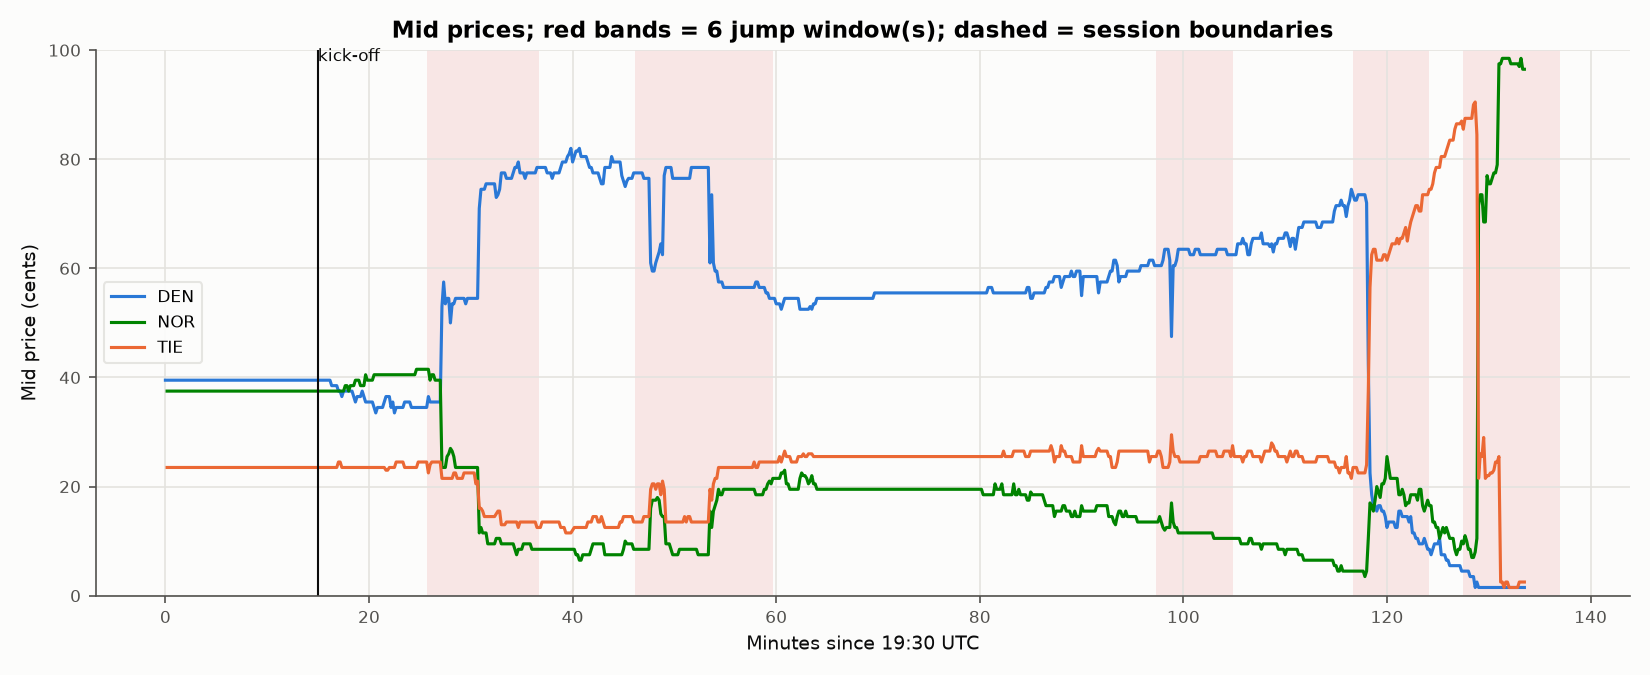 Mid prices; red bands = 6 jump window(s); dashed = session boundaries
kick-off
100
80
60
40
20
0
Mid price (cents)
DEN
NOR
TIE
0 20 40 60 80 100 120 140
Minutes since 19:30 UTC